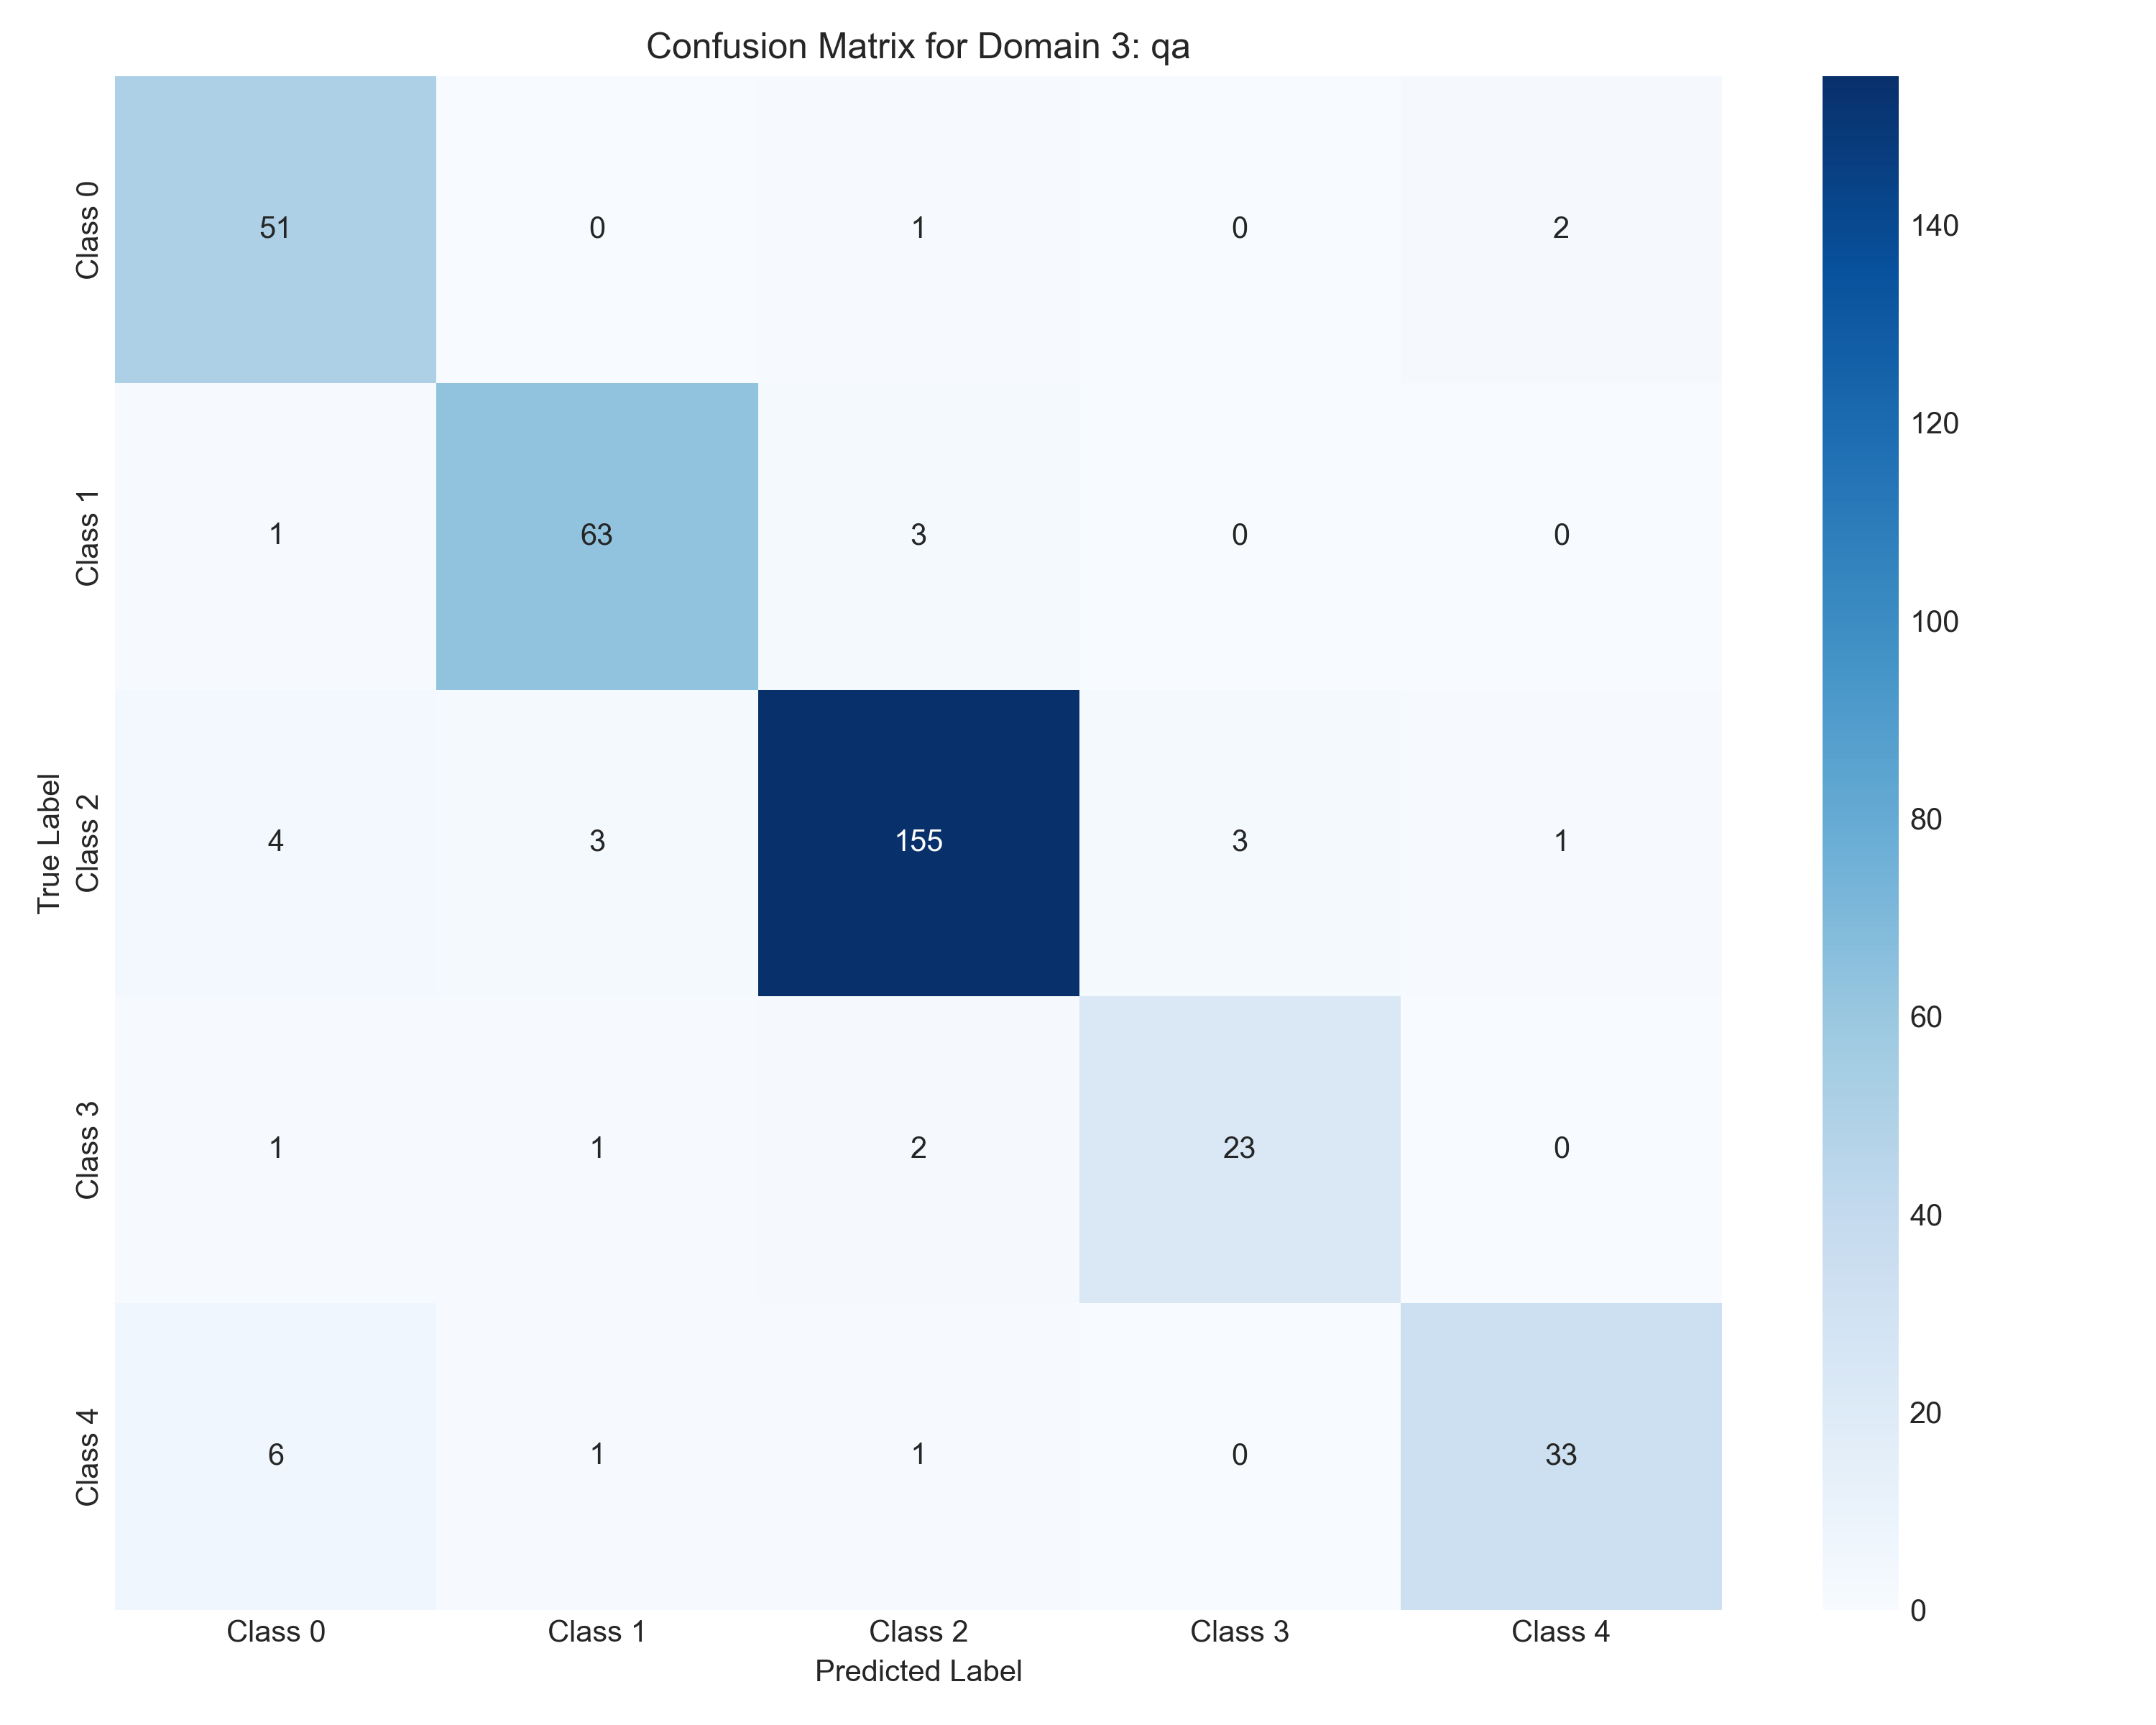 Confusion Matrix for Domain 3: qa
True Label
Class 0
51 0 1 0 2
Class 1
1 63 3 0 0
Class 2
4 3 155 3 1
Class 3
1 1 2 23 0
Class 4
6 1 1 0 33
Class 0 Class 1 Class 2 Class 3 Class 4
Predicted Label
140
120
100
80
60
40
20
0